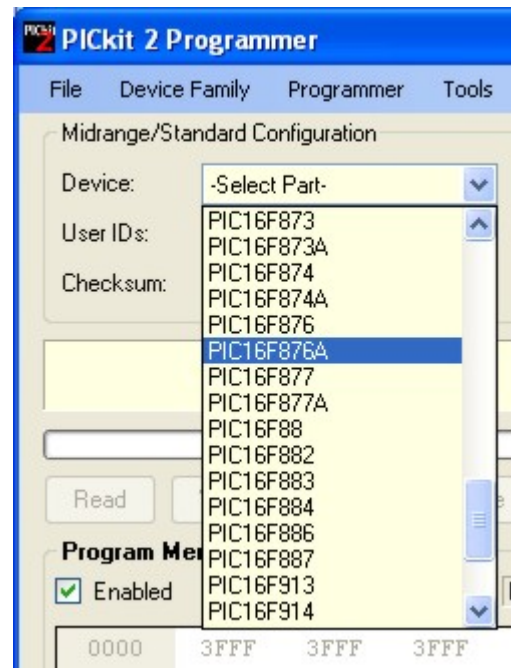 PICkit 2 Programmer
File Device Family Programmer Tools
Midrange/Standard Configuration
Device: -Select Part-
User IDs:
Checksum:
PIC16F873
PIC16F873A
PIC16F874
PIC16F874A
PIC16F876
PIC16F876A
PIC16F877
PIC16F877A
PIC16F88
PIC16F882
PIC16F883
PIC16F884
PIC16F886
PIC16F887
PIC16F913
PIC16F914
Read
Program Me
Enabled
0000 3FFF 3FFF 3FFF